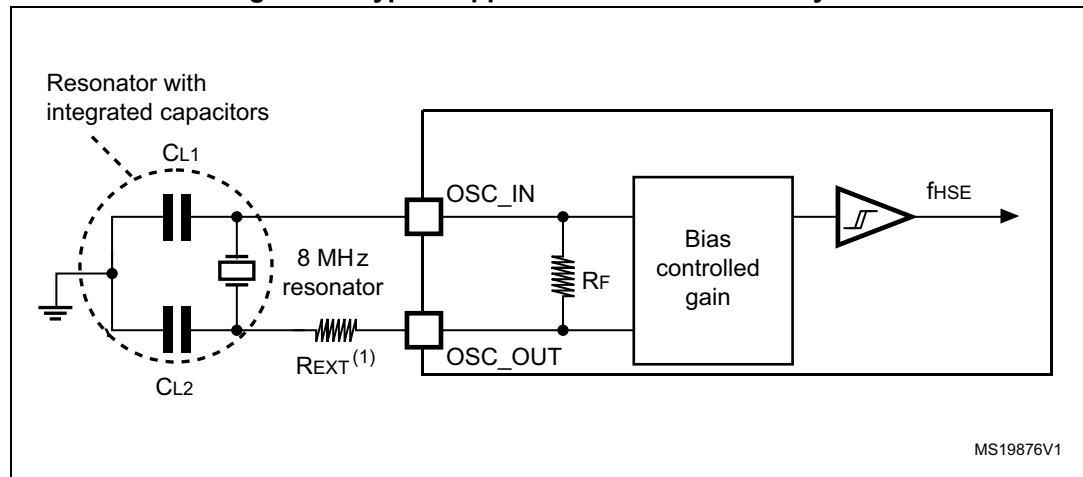 Resonator with
integrated capacitors
CL1
OSC_IN
fHSE
8 MHz
resonator
RF
Bias
controlled
gain
REXT(1)
OSC_OUT
CL2
MS19876V1